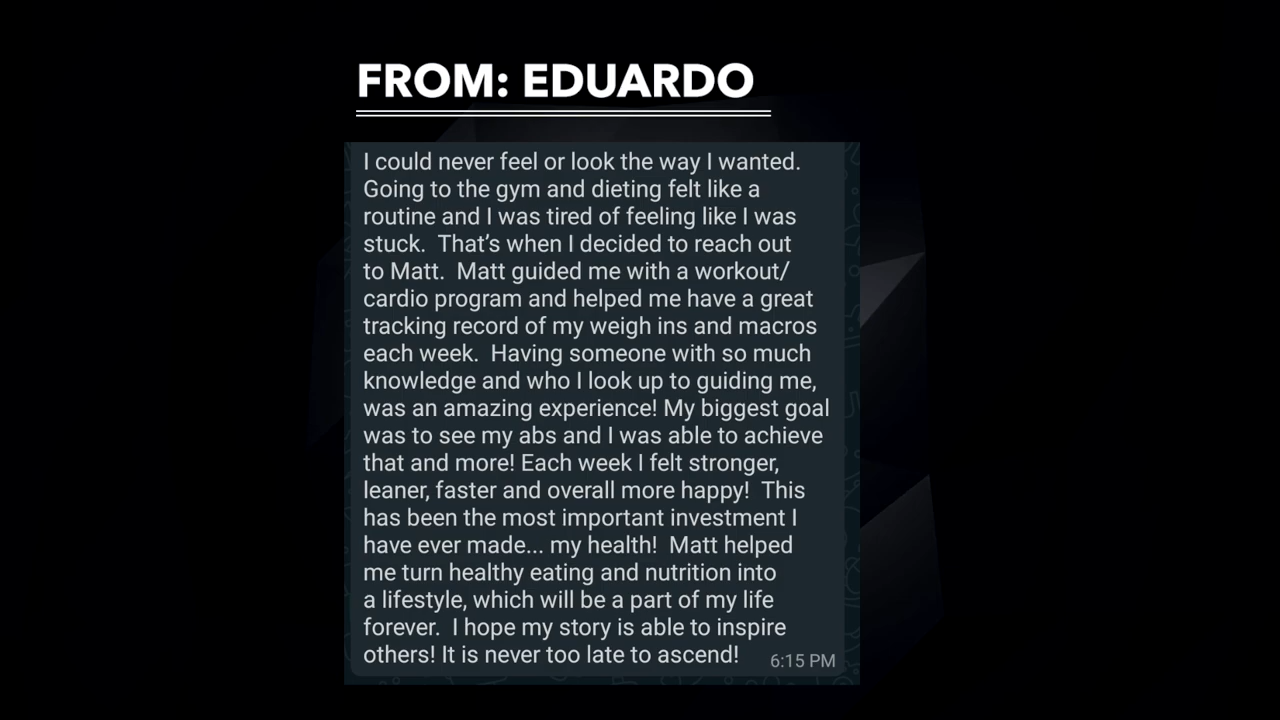 FROM: EDUARDO
I could never feel or look the way I wanted.
Going to the gym and dieting felt like a
routine and I was tired of feeling like I was
stuck.  That’s when I decided to reach out
to Matt.  Matt guided me with a workout/
cardio program and helped me have a great
tracking record of my weigh ins and macros
each week.  Having someone with so much
knowledge and who I look up to guiding me,
was an amazing experience! My biggest goal
was to see my abs and I was able to achieve
that and more! Each week I felt stronger,
leaner, faster and overall more happy!  This
has been the most important investment I
have ever made... my health!  Matt helped
me turn healthy eating and nutrition into
a lifestyle, which will be a part of my life
forever.  I hope my story is able to inspire
others! It is never too late to ascend!
6:15 PM